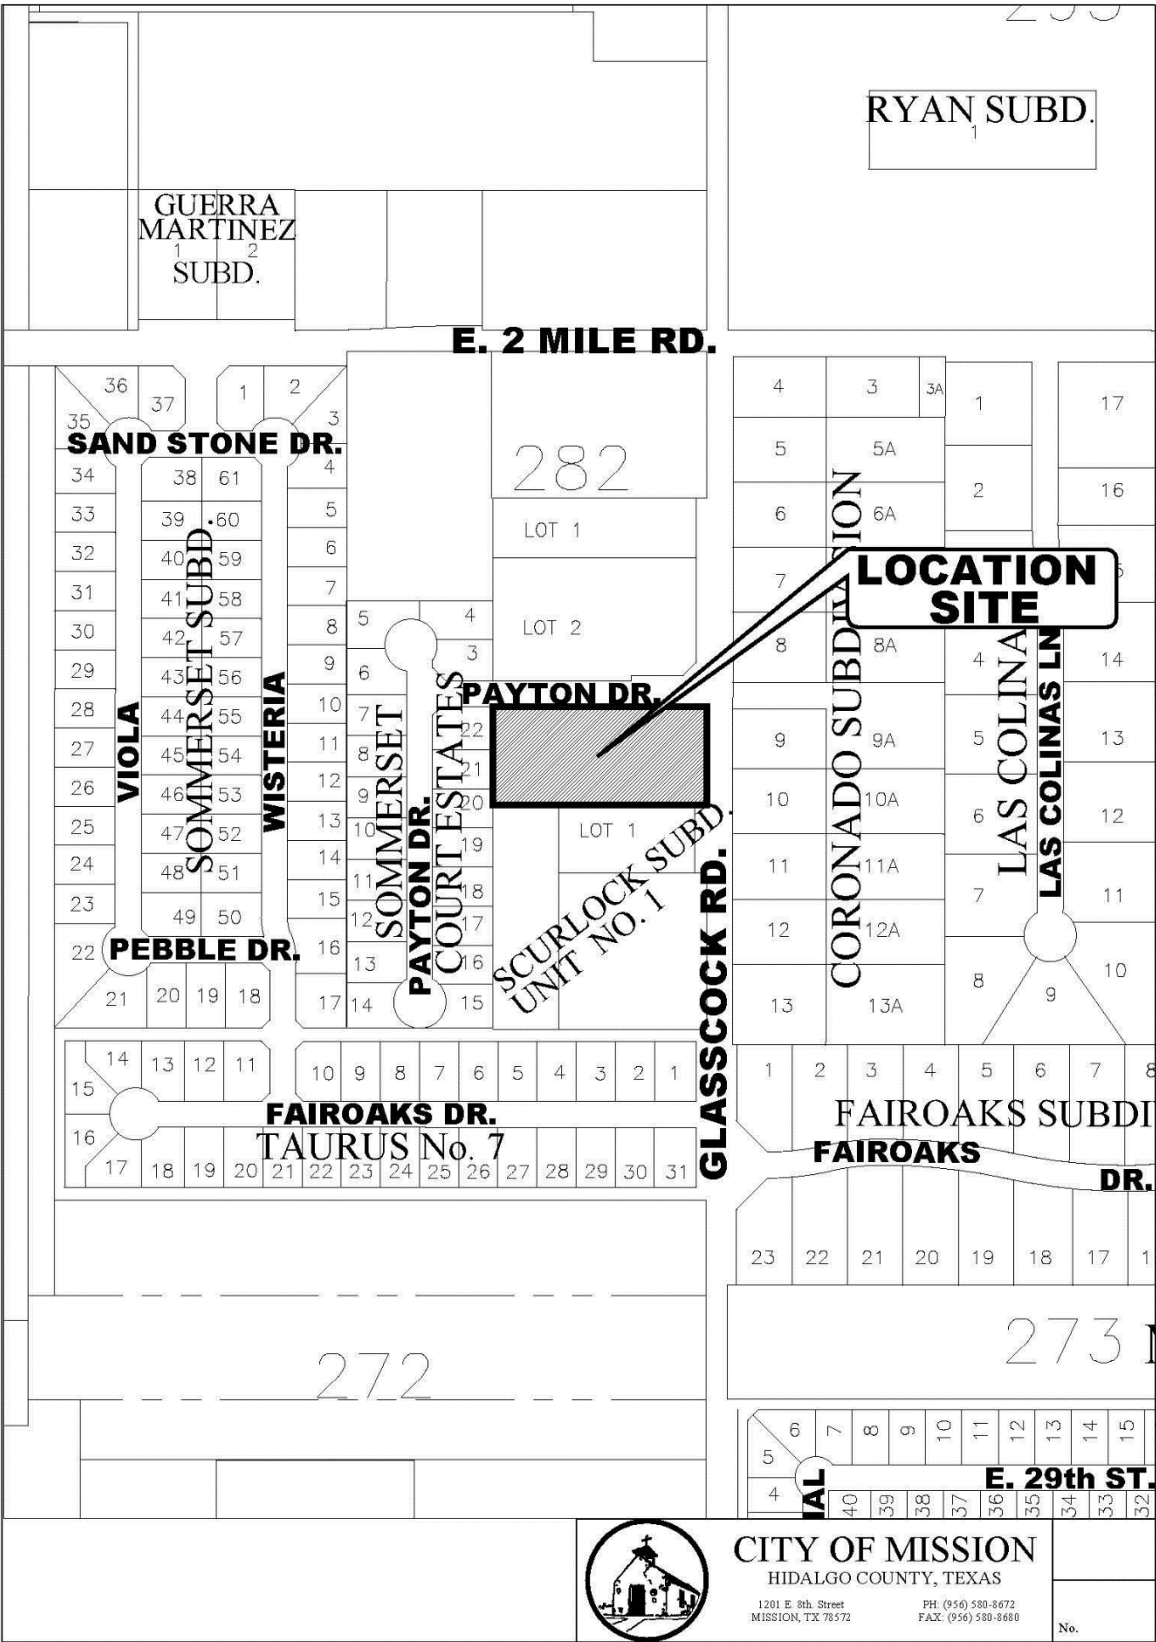 RYAN SUBD.
1
GUERRA
MARTINEZ
1 2
SUBD.
E. 2 MILE RD.
36 37 1 2
35 3
4 3 3A 1 17
SAND STONE DR.
34 38 61 4
282
5 5A
33 39 60 5
LOT 1
6 6A 2 16
32 40 59 6
31 41 58 7
7
LOCATION
SITE
30 42 57 8 5 4
LOT 2
8 8A 4 14
29 43 56 9 6 3
28 44 55 10 7 22
PAYTON DR.
27 45 54 11 8 21
9 9A 5 13
26 46 53 12 9 20
10 10A 6 12
25 47 52 13 10 19
LOT 1
24 48 51 14 11 18
11 11A 7 11
23 49 50 15 12 17
12 12A
22 16 13 16
PEBBLE DR.
21 20 19 18 17 14 15
13 13A 8 9 10
VIOLA
SOMMERSET SUBD.
WISTERIA
SOMMERSET
COURT ESTATES
PAYTON DR.
SCURLOCK SUBD.
UNIT NO. 1
GLASSCOCK RD.
CORONADO SUBDIVISION
LAS COLINA
LAS COLINAS LN
15 14 13 12 11 10 9 8 7 6 5 4 3 2 1
1 2 3 4 5 6 7 8
FAIROAKS DR.
FAIROAKS SUBDI
TAURUS No. 7
FAIROAKS
DR.
16 17 18 19 20 21 22 23 24 25 26 27 28 29 30 31
23 22 21 20 19 18 17 1
272
273
4 5 6 7 8 9 10 11 12 13 14 15
E. 29th ST.
IAL
40 39 38 37 36 35 34 33 32
CITY OF MISSION
HIDALGO COUNTY, TEXAS
1201 E. 8th. Street PH: (956) 580-8672
MISSION, TX 78572 FAX: (956) 580-8680
No.